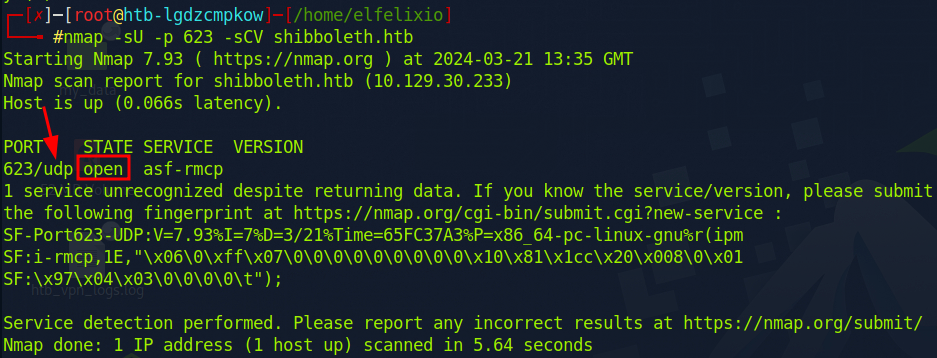 [✗]─[root@htb-lgdzcmpkow]─[/home/elfelixio]
#nmap -sU -p 623 -sCV shibboleth.htb
Starting Nmap 7.93 ( https://nmap.org ) at 2024-03-21 13:35 GMT
Nmap scan report for shibboleth.htb (10.129.30.233)
my_data
Host is up (0.066s latency).
PORT    STATE SERVICE  VERSION
623/udp open  asf-rmcp
1 service unrecognized despite returning data. If you know the service/version, please submit
the following fingerprint at https://nmap.org/cgi-bin/submit.cgi?new-service :
SF-Port623-UDP:V=7.93%I=7%D=3/21%Time=65FC37A3%P=x86_64-pc-linux-gnu%r(ipm
SF:i-rmcp,1E,"\x06\0\xff\x07\0\0\0\0\0\0\0\0\0\x10\x81\x1cc\x20\x008\0\x01
SF:\x97\x04\x03\0\0\0\0\t");
htb_vpn_logs.log
Service detection performed. Please report any incorrect results at https://nmap.org/submit/
Nmap done: 1 IP address (1 host up) scanned in 5.64 seconds